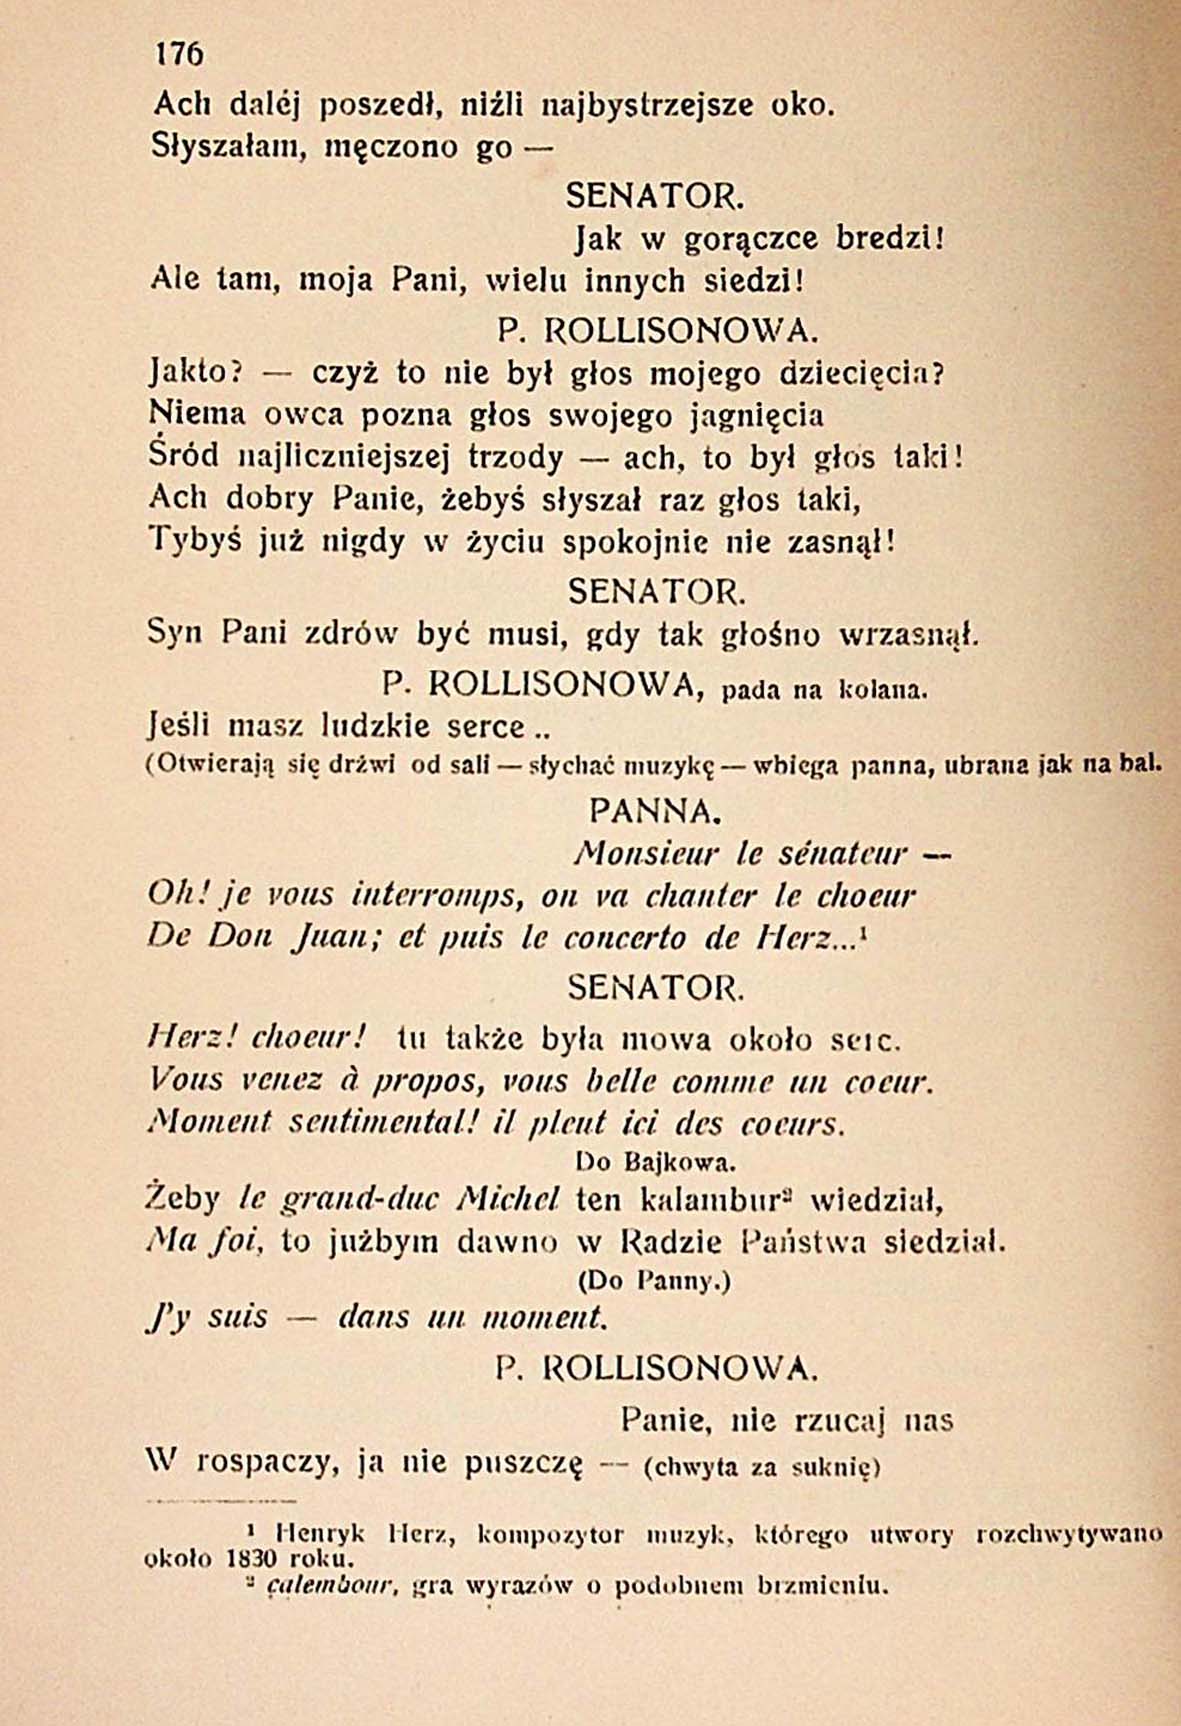 176
Ach daléj poszedł, niźli najbystrzejsze oko.
Słyszałam, męczono go —
SENATOR.
Jak w gorączce bredzi!
Ale tam, moja Pani, wielu innych siedzi!
P. ROLLISONOWA.
Jakto? — czyż to nie był głos mojego dziecięcia?
Niema owca pozna głos swojego jagnięcia
Śród najliczniejszej trzody — ach, to był głos taki!
Ach dobry Panie, żebyś słyszał raz głos taki,
Tybyś już nigdy w życiu spokojnie nie zasnął!
SENATOR.
Syn Pani zdrów być musi, gdy tak głośno wrzasnął.
P. ROLLISONOWA, pada na kolana.
Jeśli masz ludzkie serce ..
(Otwierają się drźwi od sali — słychać muzykę — wbiega panna, ubrana jak na bal.
PANNA.
Monsieur le sénateur —
Oh! je vous interromps, on va chanter le choeur
De Don Juan; et puis le concerto de Herz...¹
SENATOR.
Herz! choeur! tu także była mowa około serc.
Vous venez à propos, vous belle comme un coeur.
Moment sentimental! il pleut ici des coeurs.
Do Bajkowa.
Żeby le grand-duc Michel ten kalambur² wiedział,
Ma foi, to jużbym dawno w Radzie Państwa siedział.
(Do Panny.)
J'y suis — dans un moment.
P. ROLLISONOWA.
Panie, nie rzucaj nas
W rospaczy, ja nie puszczę — (chwyta za suknię)
¹ Henryk Herz, kompozytor muzyk, którego utwory rozchwytywano
około 1830 roku.
² calembour, gra wyrazów o podobnem brzmieniu.